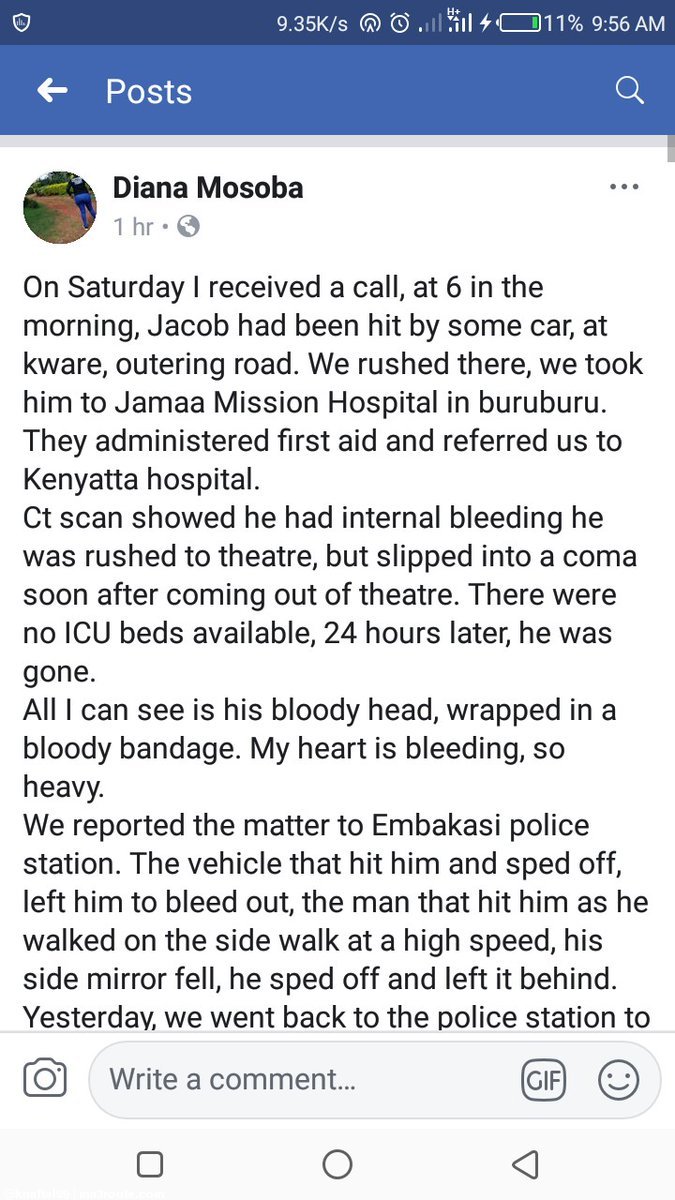 9.35K/s H+ 11% 9:56 AM
Posts
Diana Mosoba
1 hr •
On Saturday I received a call, at 6 in the
morning, Jacob had been hit by some car, at
kware, outering road. We rushed there, we took
him to Jamaa Mission Hospital in buruburu.
They administered first aid and referred us to
Kenyatta hospital.
Ct scan showed he had internal bleeding he
was rushed to theatre, but slipped into a coma
soon after coming out of theatre. There were
no ICU beds available, 24 hours later, he was
gone.
All I can see is his bloody head, wrapped in a
bloody bandage. My heart is bleeding, so
heavy.
We reported the matter to Embakasi police
station. The vehicle that hit him and sped off,
left him to bleed out, the man that hit him as he
walked on the side walk at a high speed, his
side mirror fell, he sped off and left it behind.
Yesterday, we went back to the police station to
Write a comment...
GIF